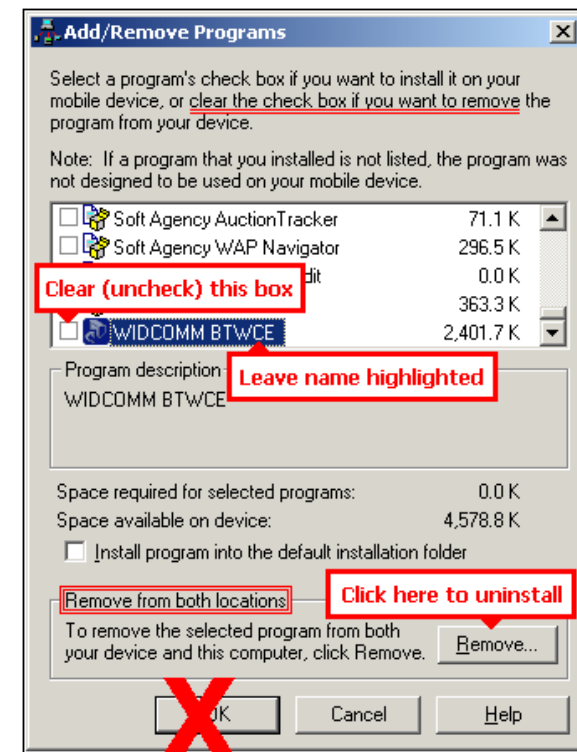 Add/Remove Programs
Select a program's check box if you want to install it on your
mobile device, or clear the check box if you want to remove the
program from your device.
Note: If a program that you installed is not listed, the program was
not designed to be used on your mobile device.
Soft Agency AuctionTracker 71.1 K
Soft Agency WAP Navigator 296.5 K
0.0 K
Clear (uncheck) this box
363.3 K
WIDCOMM BTWCE 2,401.7 K
Program description
Leave name highlighted
WIDCOMM BTWCE
Space required for selected programs: 0.0 K
Space available on device: 4,578.8 K
Install program into the default installation folder
Remove from both locations
Click here to uninstall
To remove the selected program from both
your device and this computer, click Remove.
Remove...
Cancel
Help